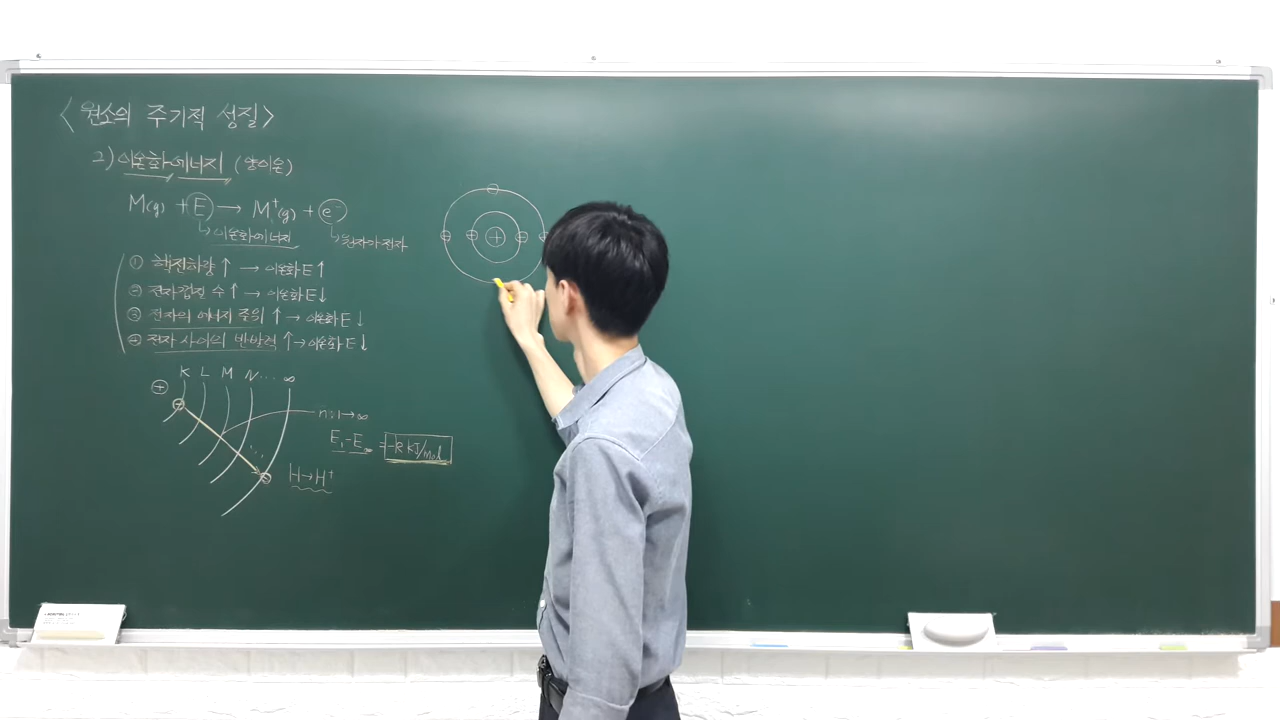 〈원소의 주기적 성질〉
2) 이온화에너지 (양이온)
M(g) + E → M⁺(g) + e⁻
↳ 이온화에너지
↳ 원자가 전자
① 핵전하량 ↑ → 이온화E ↑
② 전자껍질 수 ↑ → 이온화E ↓
③ 전자의 에너지 준위 ↑ → 이온화E ↓
④ 전자 사이의 반발력 ↑ → 이온화E ↓
K L M N ... ∞
+
n:1→∞
E₁-E∞ = -k kJ/mol
H→H⁺